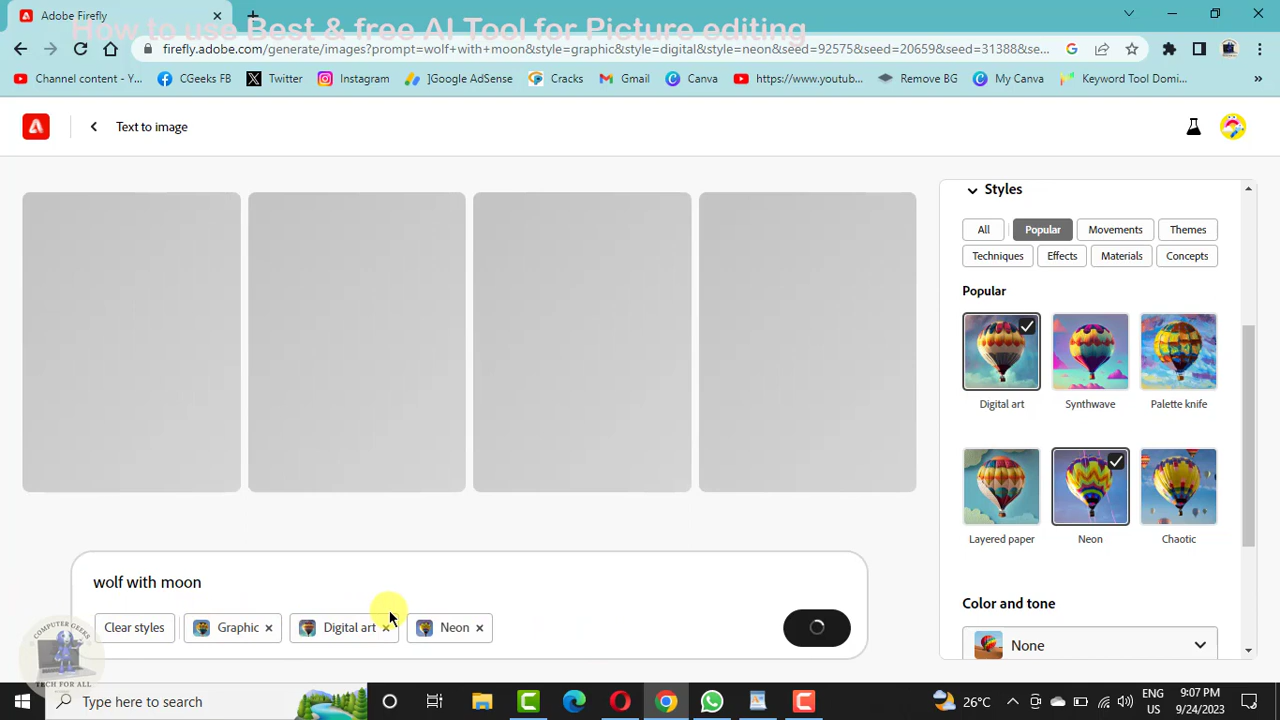 Adobe Firefly
How to use Best & free AI Tool For Picture editing
firefly.adobe.com/generate/images?prompt=wolf+with+moon&style=graphic&style=digital&style=neon&seed=92575&seed=20659&seed=31388&se...
Channel content - Y... CGeeks FB Twitter Instagram ]Google AdSense Cracks Gmail Canva https://www.youtub... Remove BG My Canva Keyword Tool Domi...
Text to image
Styles
All Popular Movements Themes
Techniques Effects Materials Concepts
Popular
Digital art Synthwave Palette knife
Layered paper Neon Chaotic
wolf with moon
Color and tone
Clear styles Graphic Digital art Neon
None
COMPUTER GEEKS
TECH FOR ALL
Type here to search
26°C
ENG
US
9:07 PM
9/24/2023